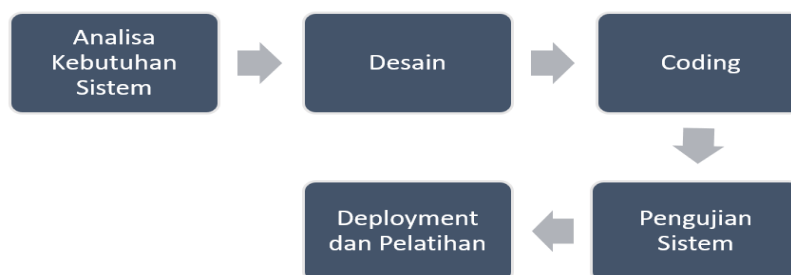 Analisa
Kebutuhan
Sistem
Desain
Coding
Pengujian
Sistem
Deployment
dan Pelatihan